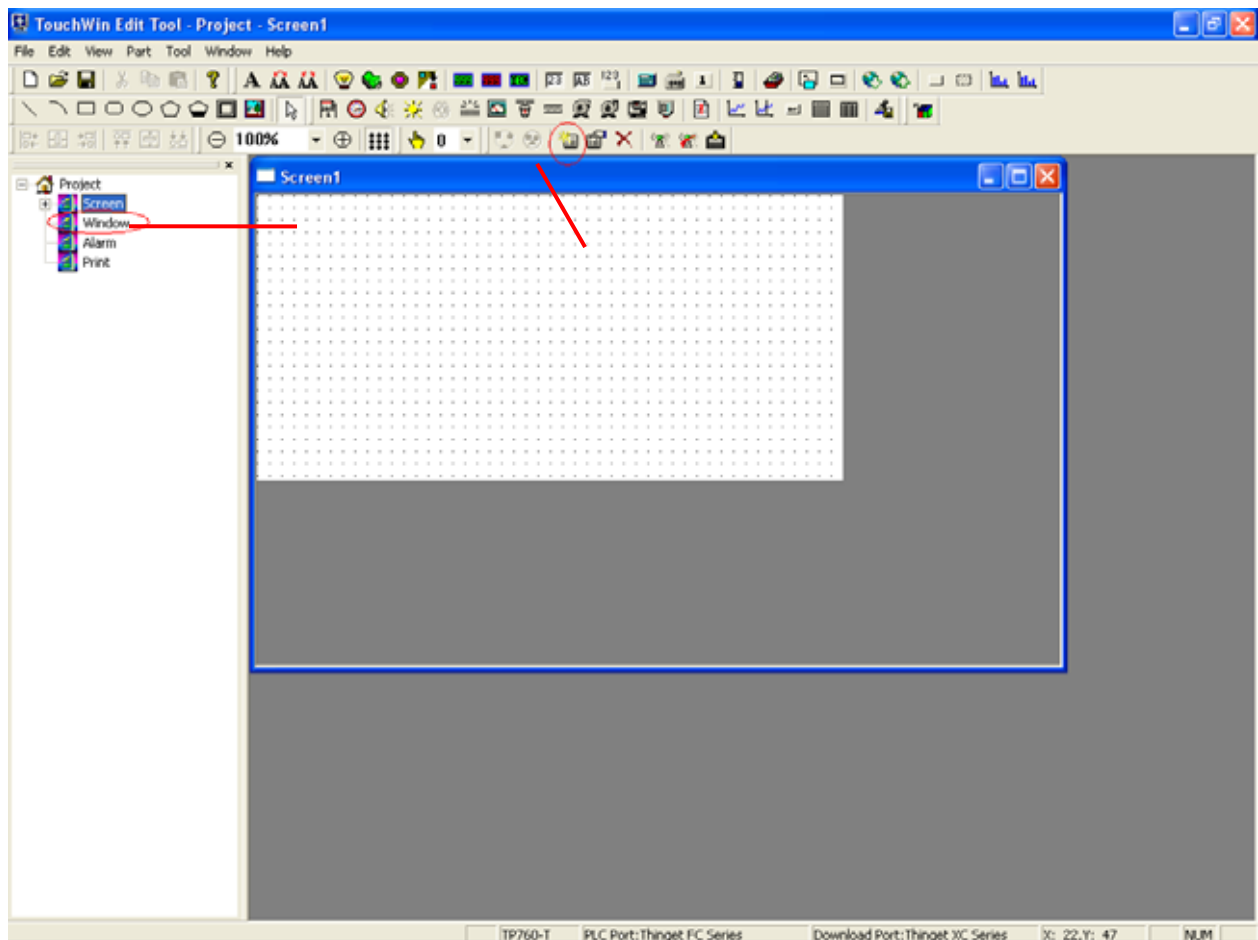 TouchWin Edit Tool - Project - Screen1
File Edit View Part Tool Window Help
100% 0
Project
Screen
Window
Alarm
Print
Screen1
TP760-T PLC Port:Thinget FC Series Download Port:Thinget XC Series X: 22,Y: 47 NUM